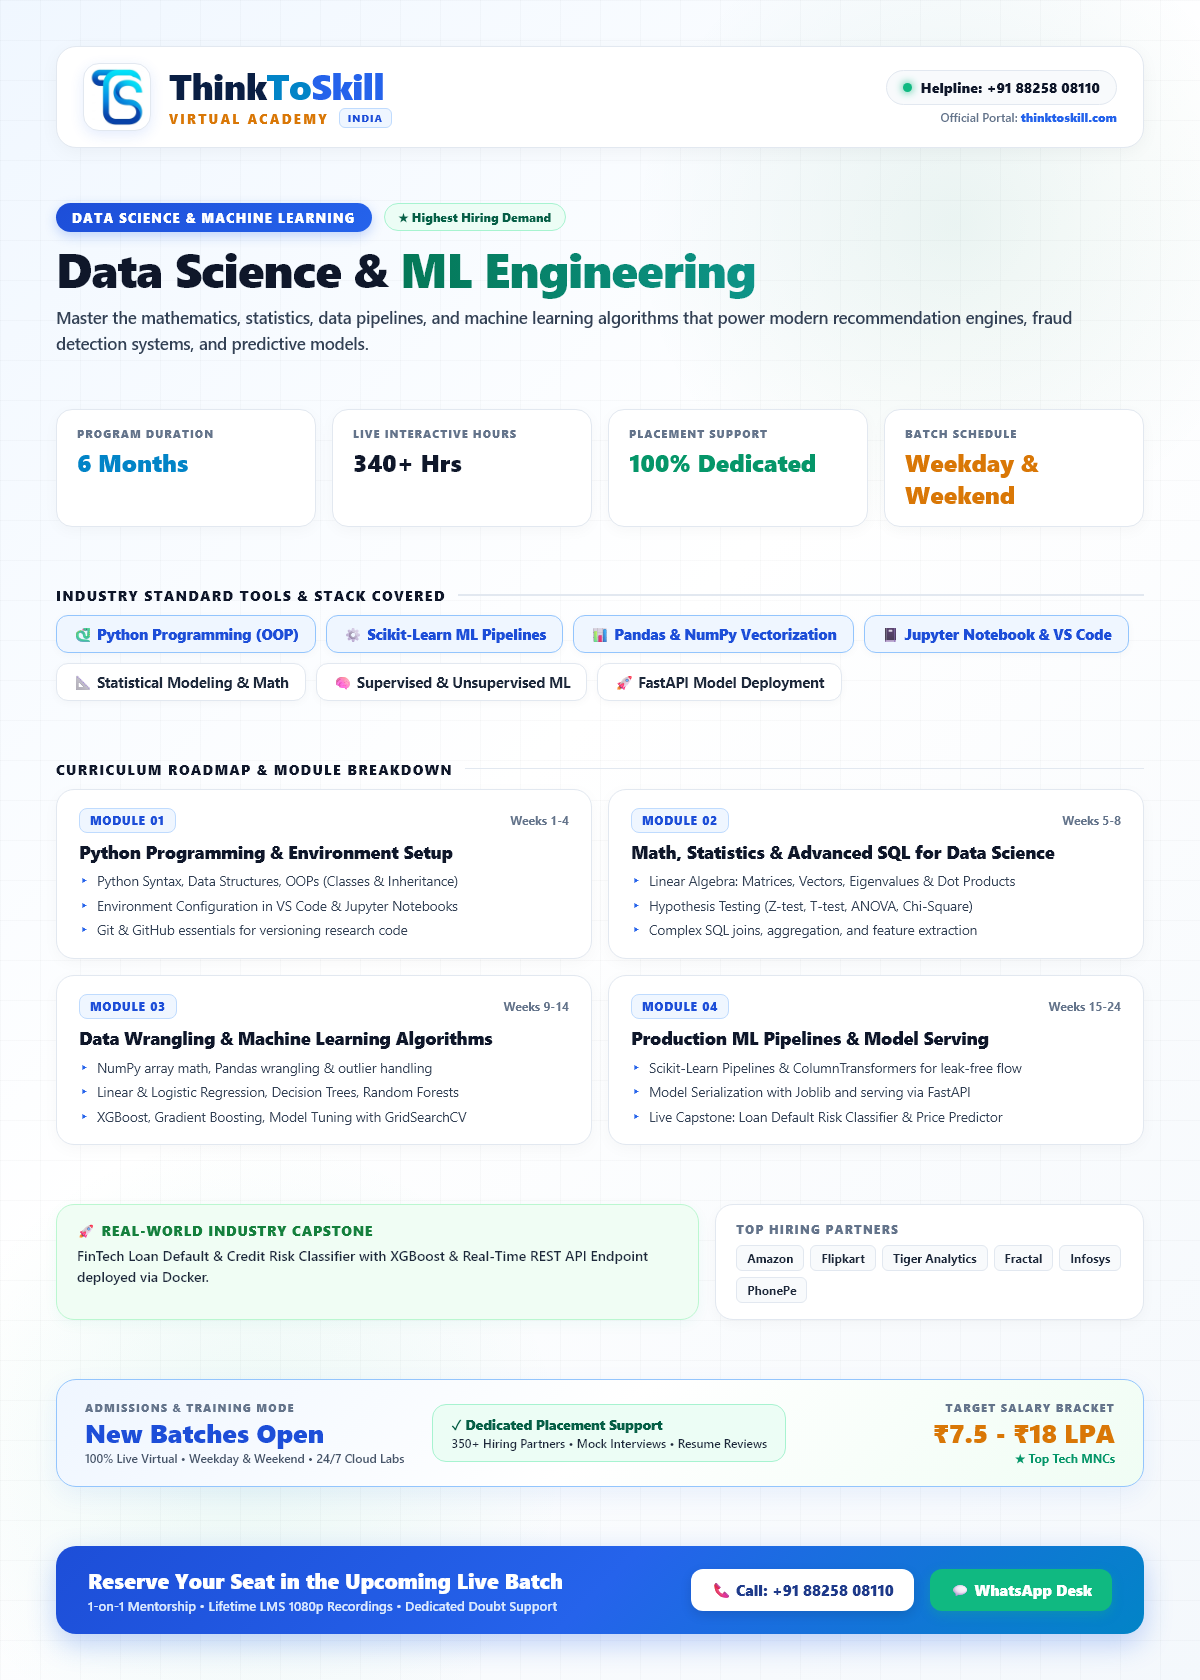 ThinkToSkill
VIRTUAL ACADEMY INDIA
Helpline: +91 88258 08110
Official Portal: thinktoskill.com
DATA SCIENCE & MACHINE LEARNING
★ Highest Hiring Demand
Data Science & ML Engineering
Master the mathematics, statistics, data pipelines, and machine learning algorithms that power modern recommendation engines, fraud
detection systems, and predictive models.
PROGRAM DURATION
6 Months
LIVE INTERACTIVE HOURS
340+ Hrs
PLACEMENT SUPPORT
100% Dedicated
BATCH SCHEDULE
Weekday &
Weekend
INDUSTRY STANDARD TOOLS & STACK COVERED
Python Programming (OOP)
Scikit-Learn ML Pipelines
Pandas & NumPy Vectorization
Jupyter Notebook & VS Code
Statistical Modeling & Math
Supervised & Unsupervised ML
FastAPI Model Deployment
CURRICULUM ROADMAP & MODULE BREAKDOWN
MODULE 01
Weeks 1-4
Python Programming & Environment Setup
Python Syntax, Data Structures, OOPs (Classes & Inheritance)
Environment Configuration in VS Code & Jupyter Notebooks
Git & GitHub essentials for versioning research code
MODULE 02
Weeks 5-8
Math, Statistics & Advanced SQL for Data Science
Linear Algebra: Matrices, Vectors, Eigenvalues & Dot Products
Hypothesis Testing (Z-test, T-test, ANOVA, Chi-Square)
Complex SQL joins, aggregation, and feature extraction
MODULE 03
Weeks 9-14
Data Wrangling & Machine Learning Algorithms
NumPy array math, Pandas wrangling & outlier handling
Linear & Logistic Regression, Decision Trees, Random Forests
XGBoost, Gradient Boosting, Model Tuning with GridSearchCV
MODULE 04
Weeks 15-24
Production ML Pipelines & Model Serving
Scikit-Learn Pipelines & ColumnTransformers for leak-free flow
Model Serialization with Joblib and serving via FastAPI
Live Capstone: Loan Default Risk Classifier & Price Predictor
REAL-WORLD INDUSTRY CAPSTONE
FinTech Loan Default & Credit Risk Classifier with XGBoost & Real-Time REST API Endpoint
deployed via Docker.
TOP HIRING PARTNERS
Amazon Flipkart Tiger Analytics Fractal Infosys
PhonePe
ADMISSIONS & TRAINING MODE
New Batches Open
100% Live Virtual • Weekday & Weekend • 24/7 Cloud Labs
✓ Dedicated Placement Support
350+ Hiring Partners • Mock Interviews • Resume Reviews
TARGET SALARY BRACKET
₹7.5 - ₹18 LPA
★ Top Tech MNCs
Reserve Your Seat in the Upcoming Live Batch
1-on-1 Mentorship • Lifetime LMS 1080p Recordings • Dedicated Doubt Support
Call: +91 88258 08110
WhatsApp Desk